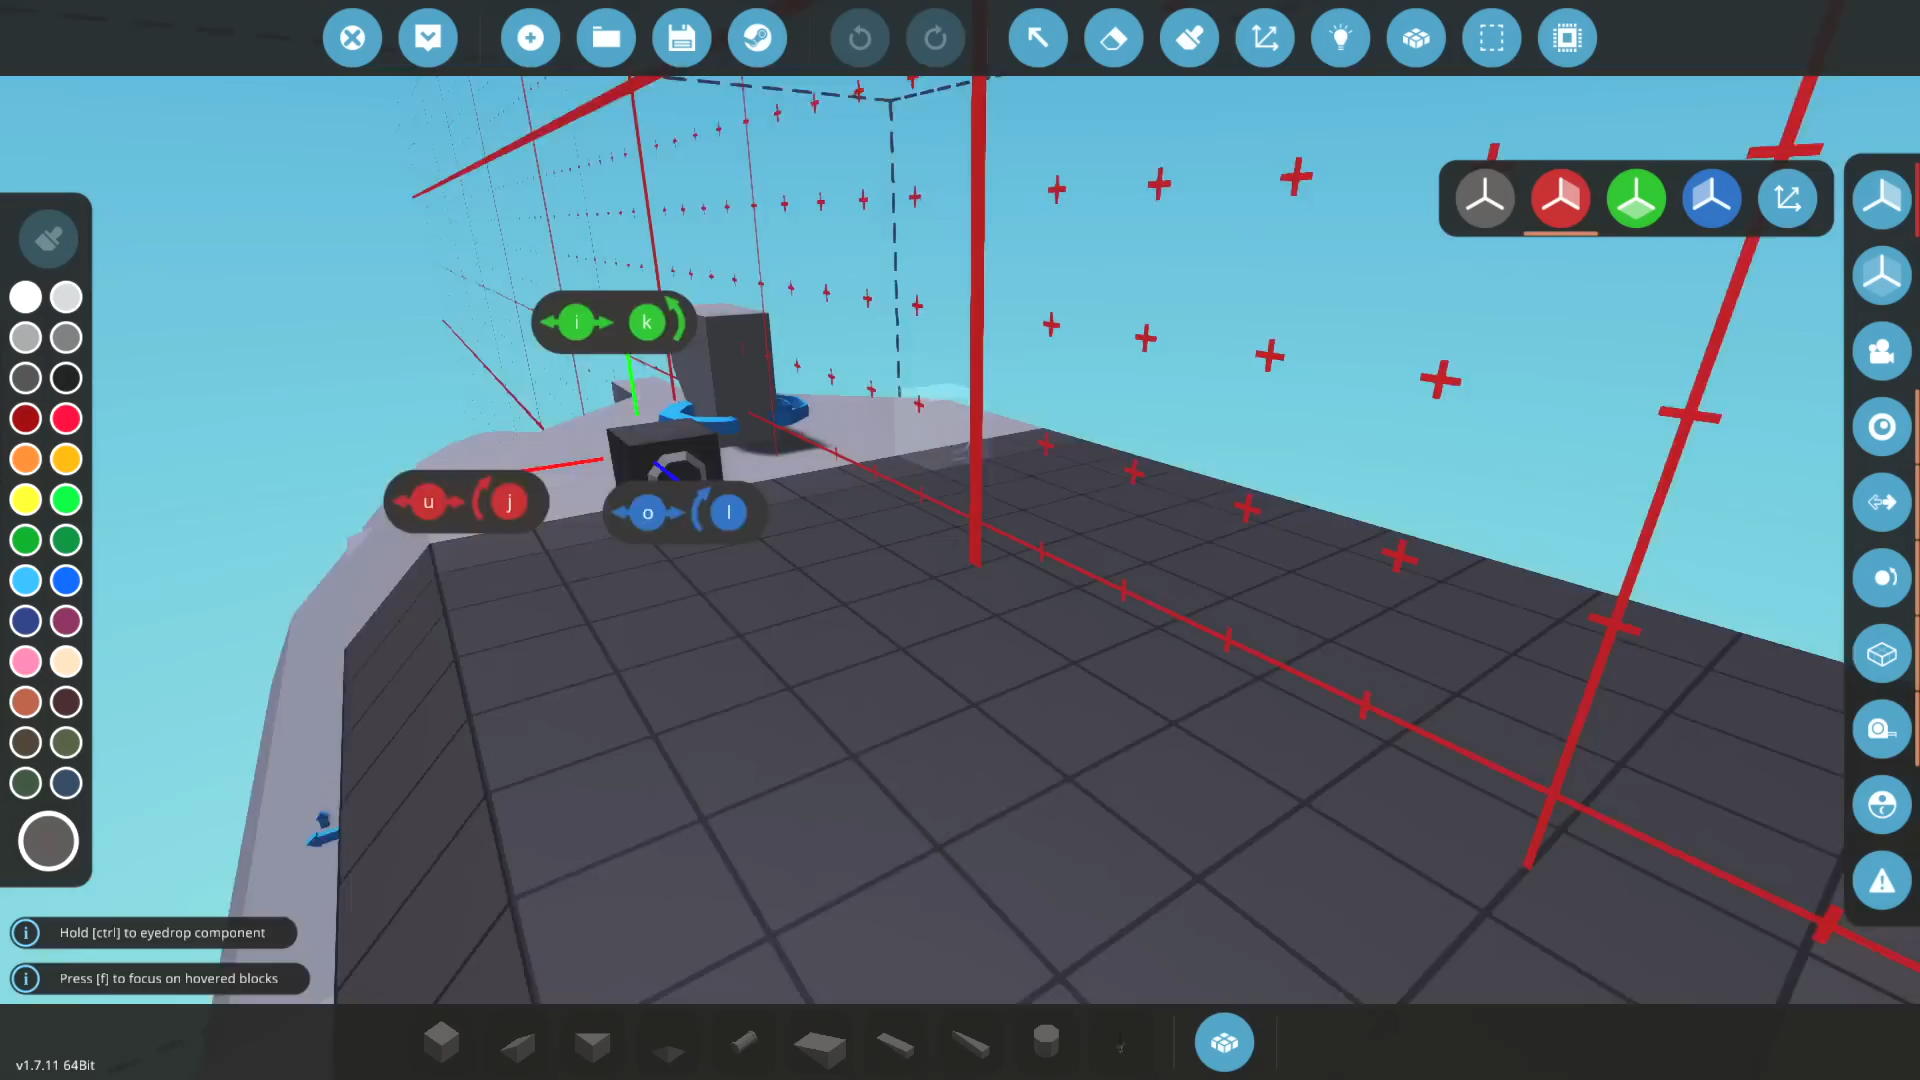 i k
u j
o l
Hold [ctrl] to eyedrop component
Press [f] to focus on hovered blocks
v1.7.11 64Bit